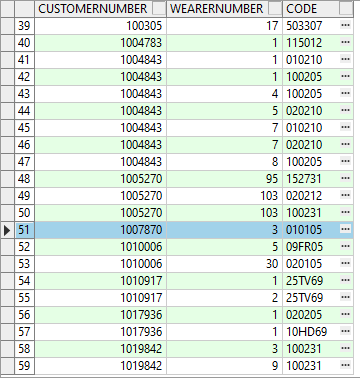 CUSTOMERNUMBER WEARERNUMBER CODE
39 100305 17 503307 ...
40 1004783 1 115012 ...
41 1004843 1 010210 ...
42 1004843 1 100205 ...
43 1004843 4 100205 ...
44 1004843 5 020210 ...
45 1004843 7 010210 ...
46 1004843 7 020210 ...
47 1004843 8 100205 ...
48 1005270 95 152731 ...
49 1005270 103 020212 ...
50 1005270 103 100231 ...
51 1007870 3 010105 ...
52 1010006 5 09FR05 ...
53 1010006 30 020105 ...
54 1010917 1 25TV69 ...
55 1010917 2 25TV69 ...
56 1017936 1 020205 ...
57 1017936 1 10HD69 ...
58 1019842 3 100231 ...
59 1019842 9 100231 ...